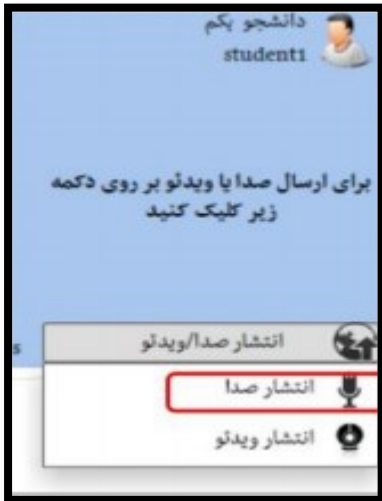 دانشجو یکم
student1
برای ارسال صدا یا ویدئو بر روی دکمه
زیر کلیک کنید
s
انتشار صدا/ویدئو
انتشار صدا
انتشار ویدئو